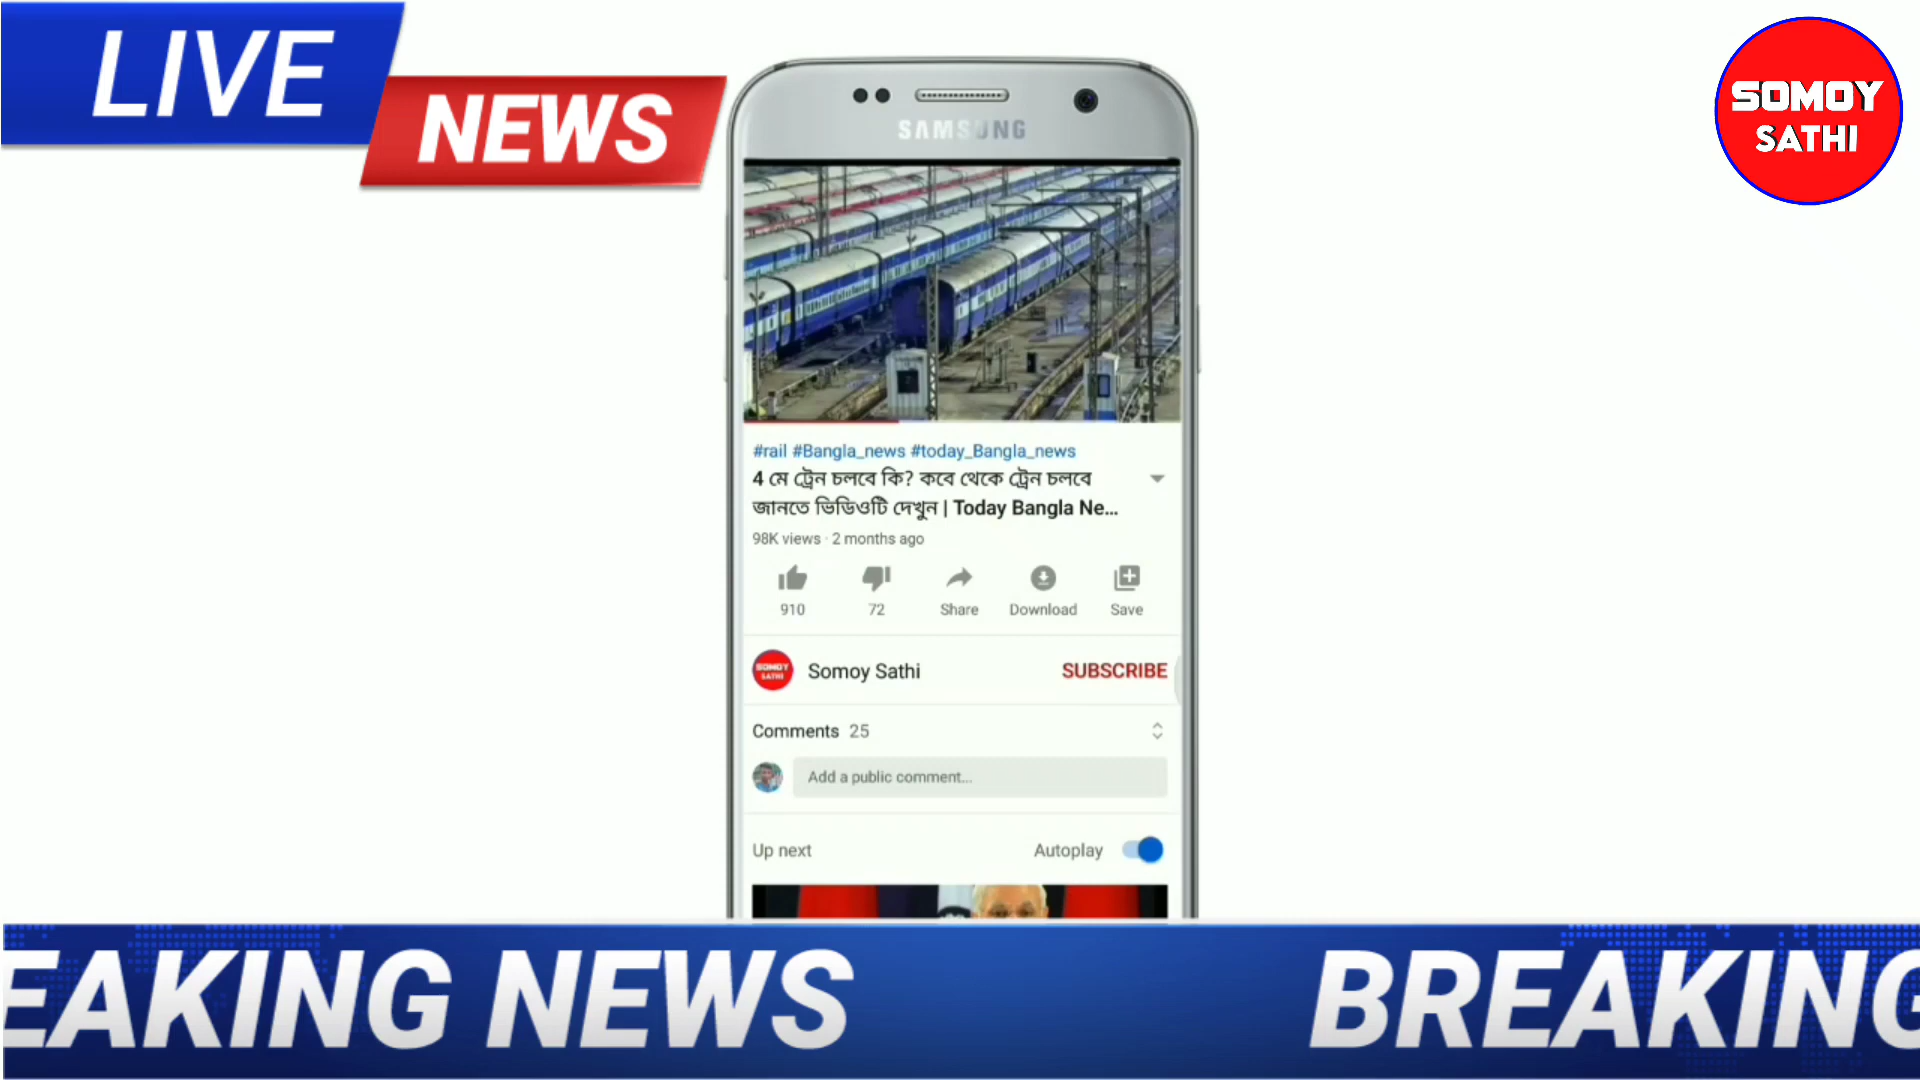 LIVE
NEWS
SOMOY
SATHI
SAMSUNG
#rail #Bangla_news #today_Bangla_news
4 মে ট্রেন চলবে কি? কবে থেকে ট্রেন চলবে
জানতে ভিডিওটি দেখুন | Today Bangla Ne...
98K views · 2 months ago
910
72
Share
Download
Save
SOMOY
SATHI
Somoy Sathi
SUBSCRIBE
Comments 25
Add a public comment...
Up next
Autoplay
EAKING NEWS
BREAKING